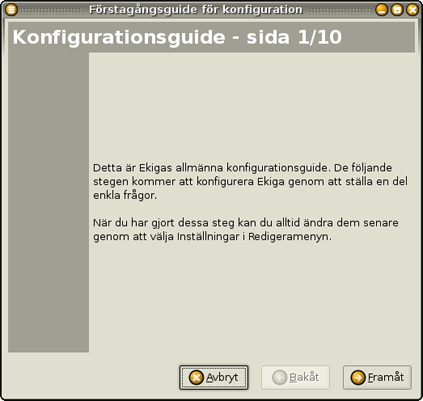 Förstagångsguide för konfiguration
Konfigurationsguide - sida 1/10
Detta är Ekigas allmänna konfigurationsguide. De följande
stegen kommer att konfigurera Ekiga genom att ställa en del
enkla frågor.
När du har gjort dessa steg kan du alltid ändra dem senare
genom att välja Inställningar i Redigeramenyn.
Avbryt
Bakåt
Framåt